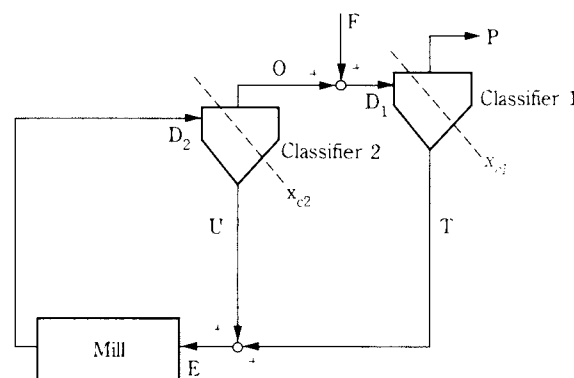 F
P
O
D1
Classifier 1
D2
Classifier 2
xc1
xc2
U
T
Mill
E